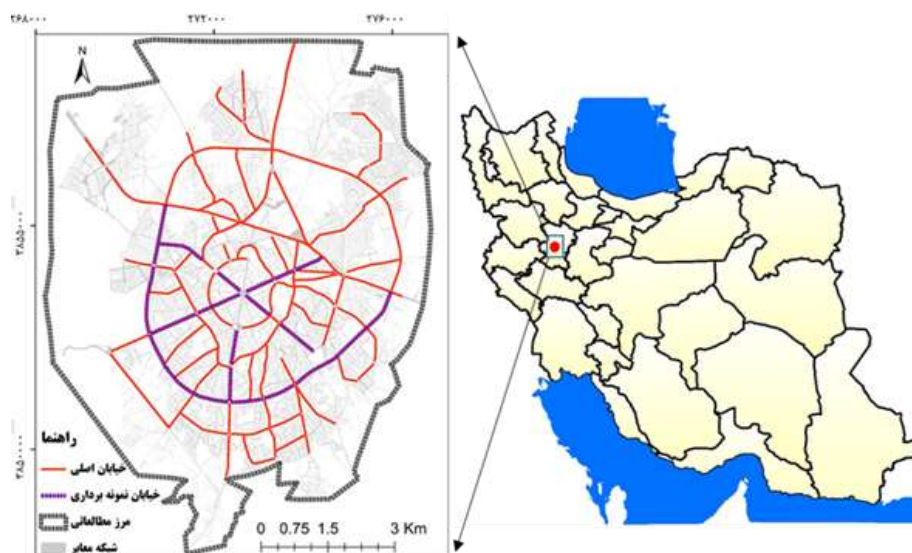 ۲۶۸۰۰۰ ۲۷۲۰۰۰ ۲۷۶۰۰۰
N
۳۸۵۵۰۰۰
۳۸۵۰۰۰۰
راهنما
خیابان اصلی
خیابان نمونه برداری
مرز مطالعاتی
شبکه معابر
0 0.75 1.5 3 Km